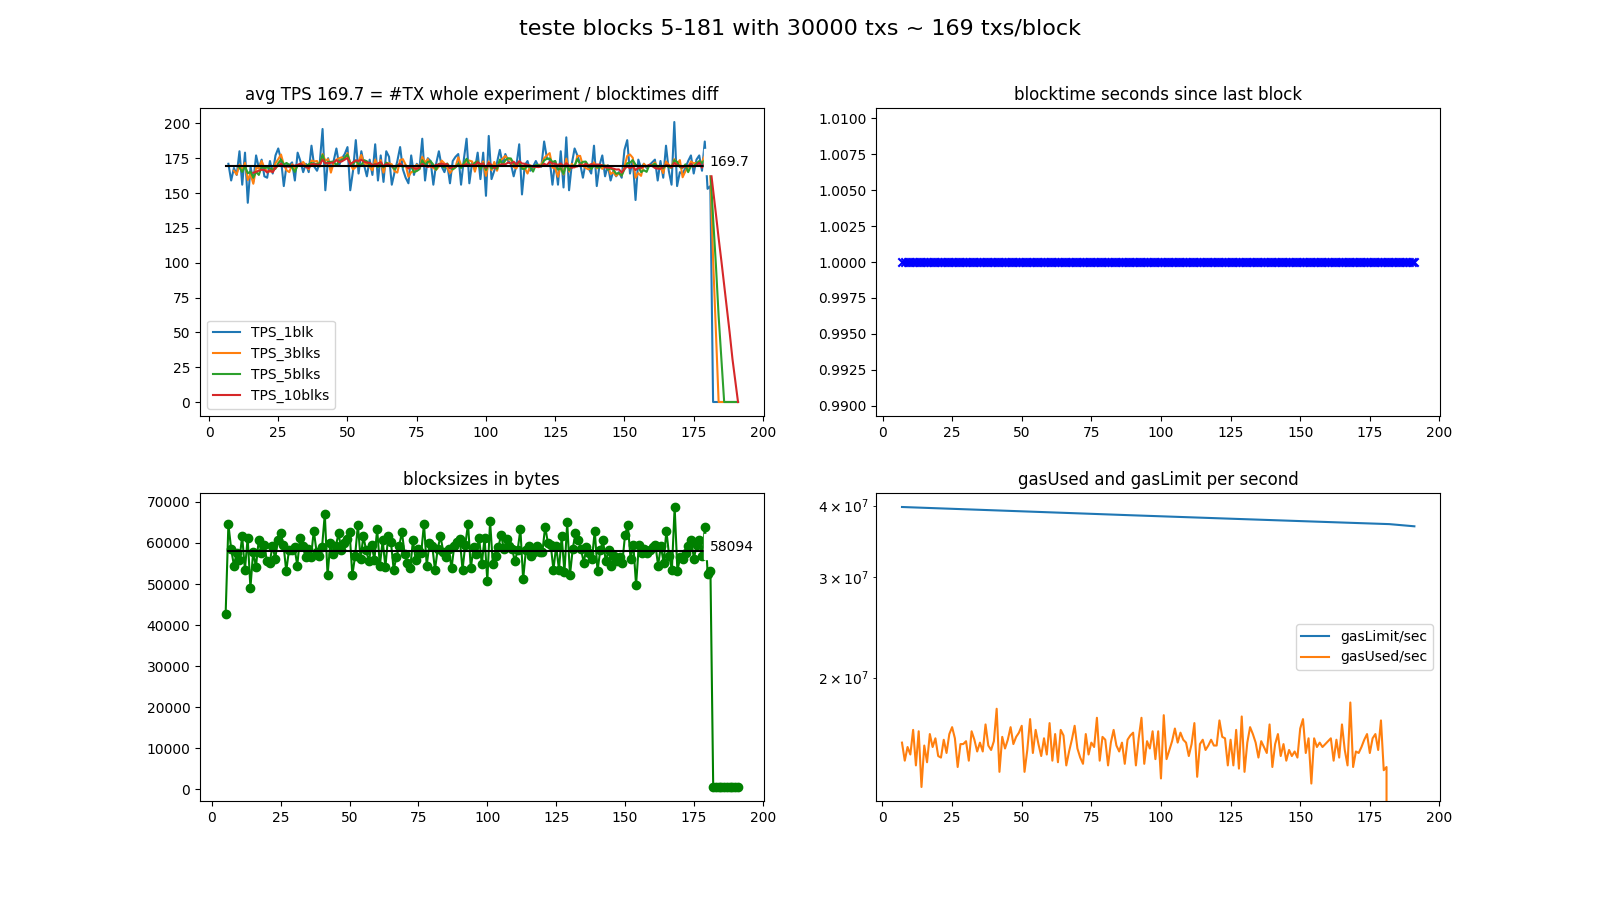 teste blocks 5-181 with 30000 txs ~ 169 txs/block
avg TPS 169.7 = #TX whole experiment / blocktimes diff
200
175
150
125
100
75
50
25
0
169.7
TPS_1blk
TPS_3blks
TPS_5blks
TPS_10blks
0 25 50 75 100 125 150 175 200
blocktime seconds since last block
1.0100
1.0075
1.0050
1.0025
1.0000
0.9975
0.9950
0.9925
0.9900
0 25 50 75 100 125 150 175 200
blocksizes in bytes
70000
60000
50000
40000
30000
20000
10000
0
58094
0 25 50 75 100 125 150 175 200
gasUsed and gasLimit per second
4 × 10⁷
3 × 10⁷
2 × 10⁷
gasLimit/sec
gasUsed/sec
0 25 50 75 100 125 150 175 200